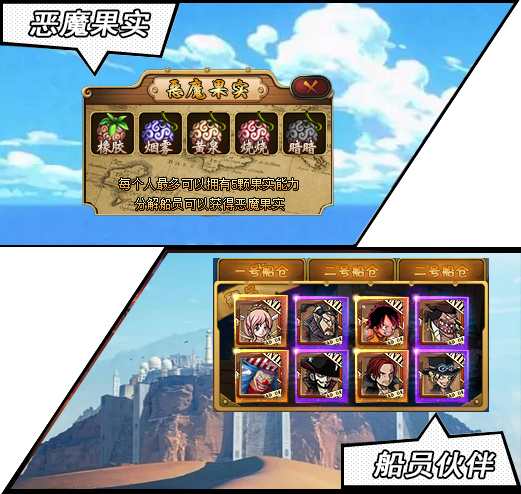 恶魔果实
恶魔果实
橡胶 烟雾 黄泉 烧烧 暗暗
每个人最多可以拥有5颗果实能力
分解船员可以获得恶魔果实
一号船仓 二号船仓 二号船仓
船员伙伴